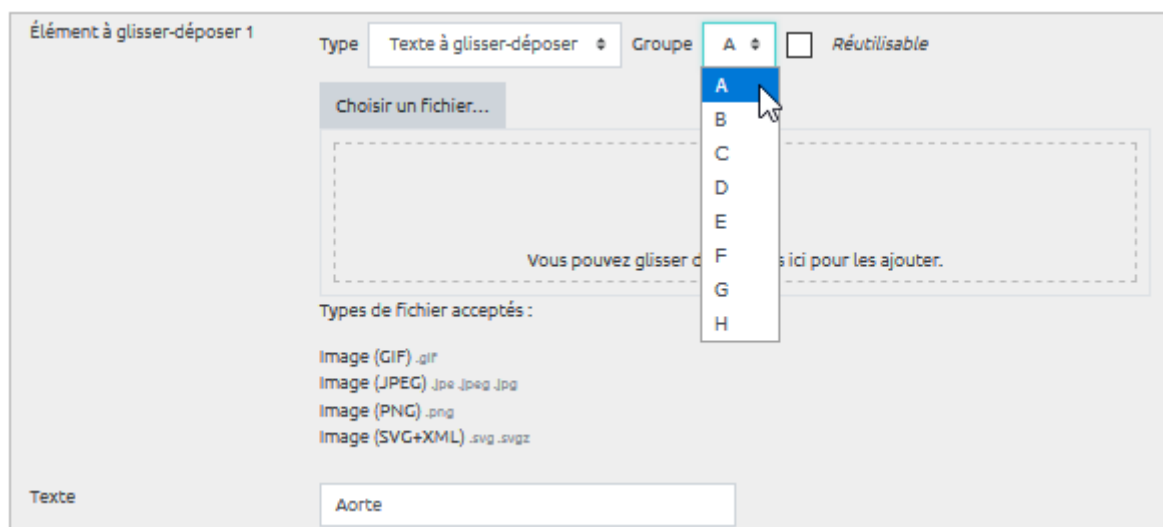 Élément à glisser-déposer 1
Type Texte à glisser-déposer Groupe A Réutilisable
A
Choisir un fichier...
B
C
D
E
Vous pouvez glisser d F s ici pour les ajouter.
G
Types de fichier acceptés :
H
Image (GIF) .gif
Image (JPEG) .jpe .jpeg .jpg
Image (PNG) .png
Image (SVG+XML) .svg .svgz
Texte Aorte